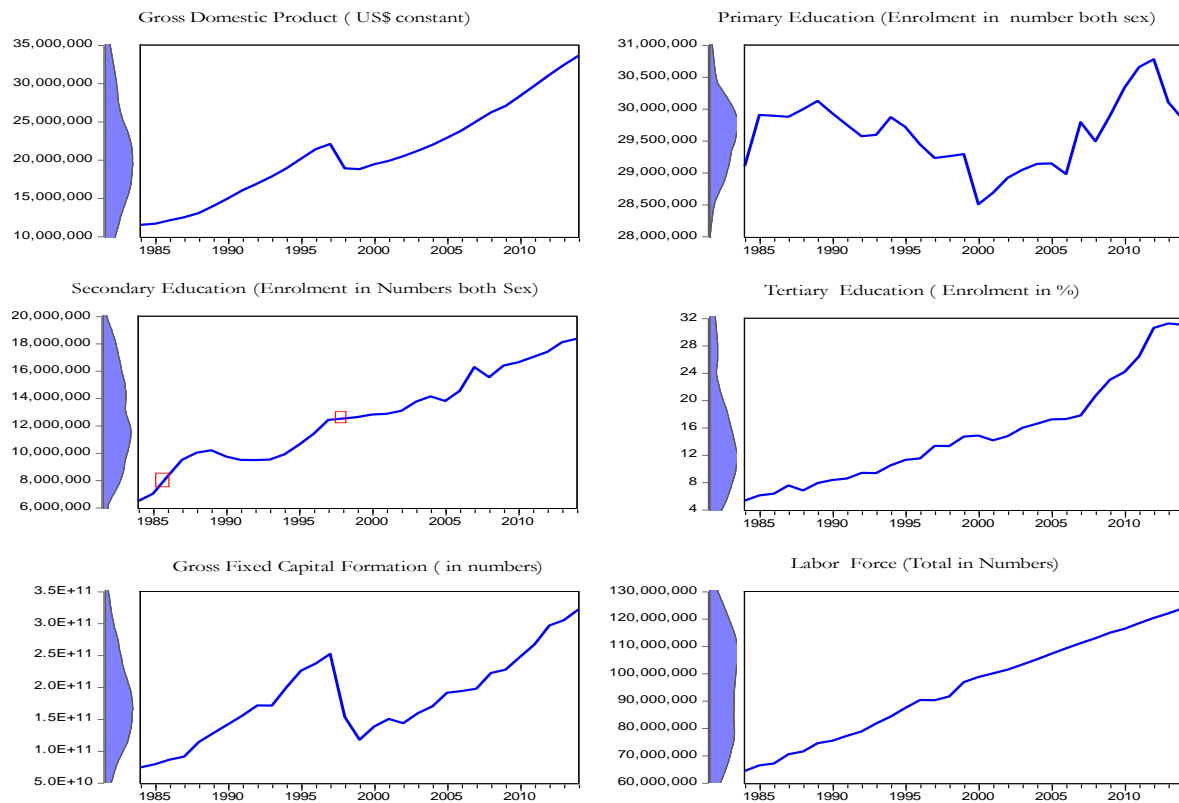 Gross Domestic Product ( US$ constant)
35,000,000
30,000,000
25,000,000
20,000,000
15,000,000
10,000,000
1985 1990 1995 2000 2005 2010
Primary Education (Enrolment in number both sex)
31,000,000
30,500,000
30,000,000
29,500,000
29,000,000
28,500,000
28,000,000
1985 1990 1995 2000 2005 2010
Secondary Education (Enrolment in Numbers both Sex)
20,000,000
18,000,000
16,000,000
14,000,000
12,000,000
10,000,000
8,000,000
6,000,000
1985 1990 1995 2000 2005 2010
Tertiary Education ( Enrolment in %)
32
28
24
20
16
12
8
4
1985 1990 1995 2000 2005 2010
Gross Fixed Capital Formation ( in numbers)
3.5E+11
3.0E+11
2.5E+11
2.0E+11
1.5E+11
1.0E+11
5.0E+10
1985 1990 1995 2000 2005 2010
Labor Force (Total in Numbers)
130,000,000
120,000,000
110,000,000
100,000,000
90,000,000
80,000,000
70,000,000
60,000,000
1985 1990 1995 2000 2005 2010